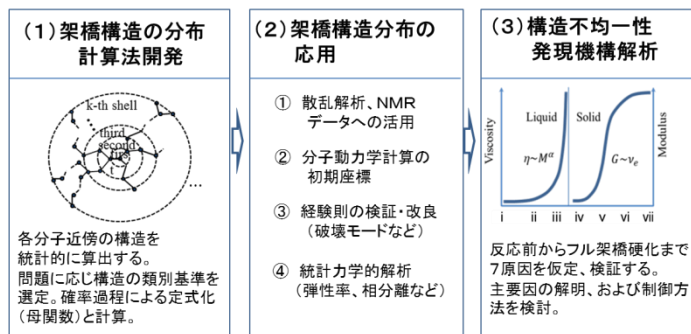 (1)架橋構造の分布
計算法開発
k-th shell
third
second
first
各分子近傍の構造を
統計的に算出する。
問題に応じ構造の類別基準を
選定。確率過程による定式化
(母関数)と計算。
(2)架橋構造分布の
応用
① 散乱解析、NMR
データへの活用
② 分子動力学計算の
初期座標
③ 経験則の検証・改良
(破壊モードなど)
④ 統計力学的解析
(弾性率、相分離など)
(3)構造不均一性
発現機構解析
Viscosity
Liquid
Solid
η~M^α
G~ν_e
Modulus
i ii iii iv v vi vii
反応前からフル架橋硬化まで
7原因を仮定、検証する。
主要因の解明、および制御方
法を検討。